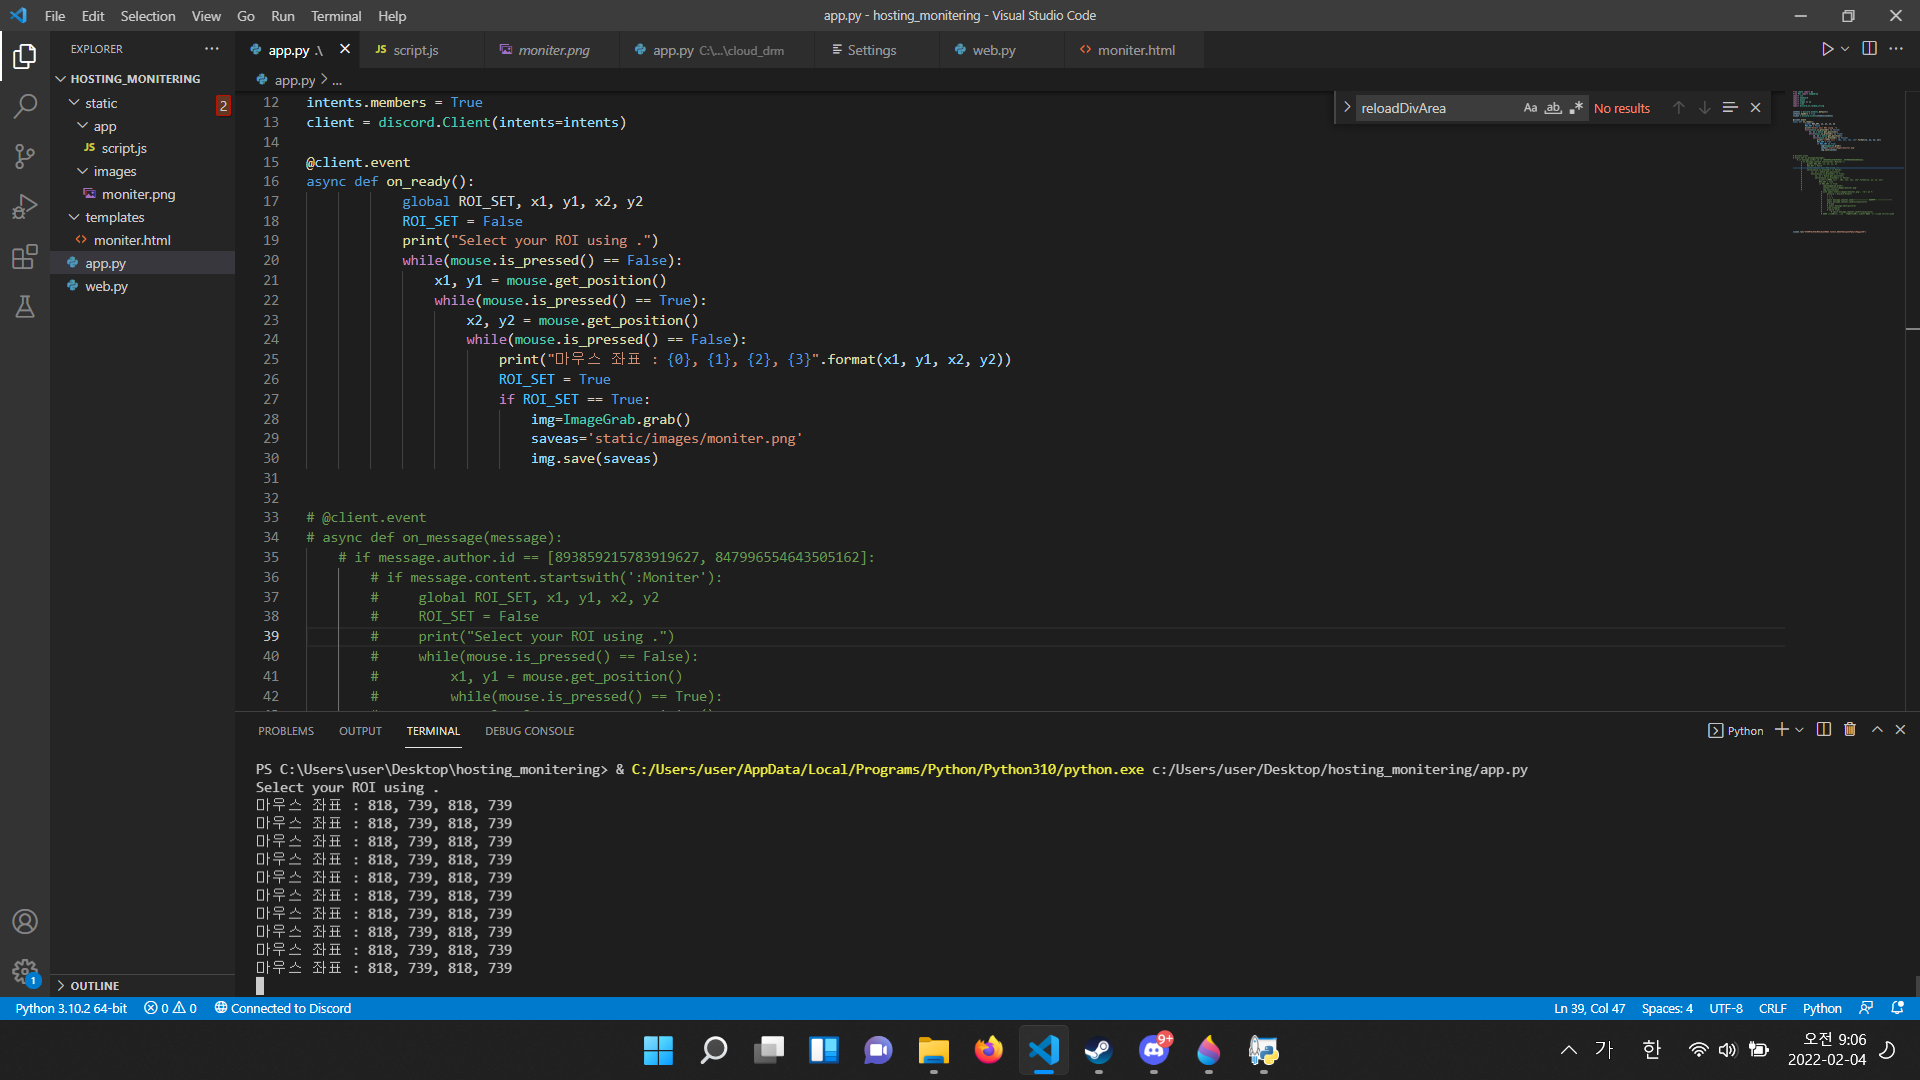 File Edit Selection View Go Run Terminal Help
app.py - hosting_monitering - Visual Studio Code
EXPLORER
HOSTING_MONITERING
static
2
app
script.js
images
moniter.png
templates
moniter.html
app.py
web.py
OUTLINE
app.py .\ script.js moniter.png app.py C:\...\cloud_drm Settings web.py moniter.html
app.py > ...
reloadDivArea Aa ab No results
12 intents.members = True
13 client = discord.Client(intents=intents)
14
15 @client.event
16 async def on_ready():
17 global ROI_SET, x1, y1, x2, y2
18 ROI_SET = False
19 print("Select your ROI using .")
20 while(mouse.is_pressed() == False):
21 x1, y1 = mouse.get_position()
22 while(mouse.is_pressed() == True):
23 x2, y2 = mouse.get_position()
24 while(mouse.is_pressed() == False):
25 print("마우스 좌표 : {0}, {1}, {2}, {3}".format(x1, y1, x2, y2))
26 ROI_SET = True
27 if ROI_SET == True:
28 img=ImageGrab.grab()
29 saveas='static/images/moniter.png'
30 img.save(saveas)
31
32
33 # @client.event
34 # async def on_message(message):
35 # if message.author.id == [893859215783919627, 847996554643505162]:
36 # if message.content.startswith(':Moniter'):
37 # global ROI_SET, x1, y1, x2, y2
38 # ROI_SET = False
39 # print("Select your ROI using .")
40 # while(mouse.is_pressed() == False):
41 # x1, y1 = mouse.get_position()
42 # while(mouse.is_pressed() == True):
PROBLEMS OUTPUT TERMINAL DEBUG CONSOLE
Python
PS C:\Users\user\Desktop\hosting_monitering> & C:/Users/user/AppData/Local/Programs/Python/Python310/python.exe c:/Users/user/Desktop/hosting_monitering/app.py
Select your ROI using .
마우스 좌표 : 818, 739, 818, 739
마우스 좌표 : 818, 739, 818, 739
마우스 좌표 : 818, 739, 818, 739
마우스 좌표 : 818, 739, 818, 739
마우스 좌표 : 818, 739, 818, 739
마우스 좌표 : 818, 739, 818, 739
마우스 좌표 : 818, 739, 818, 739
마우스 좌표 : 818, 739, 818, 739
마우스 좌표 : 818, 739, 818, 739
마우스 좌표 : 818, 739, 818, 739
1
Python 3.10.2 64-bit 0 0 Connected to Discord
Ln 39, Col 47 Spaces: 4 UTF-8 CRLF Python
9+
가 한
오전 9:06
2022-02-04